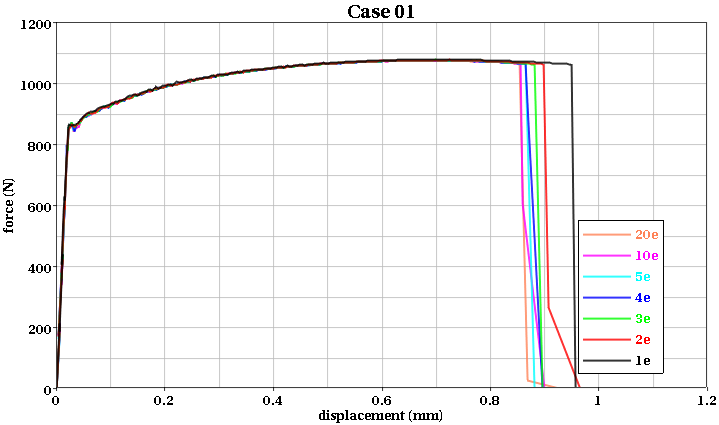 Case 01
1200
1000
800
600
400
200
0
force (N)
20e
10e
5e
4e
3e
2e
1e
0 0.2 0.4 0.6 0.8 1 1.2
displacement (mm)